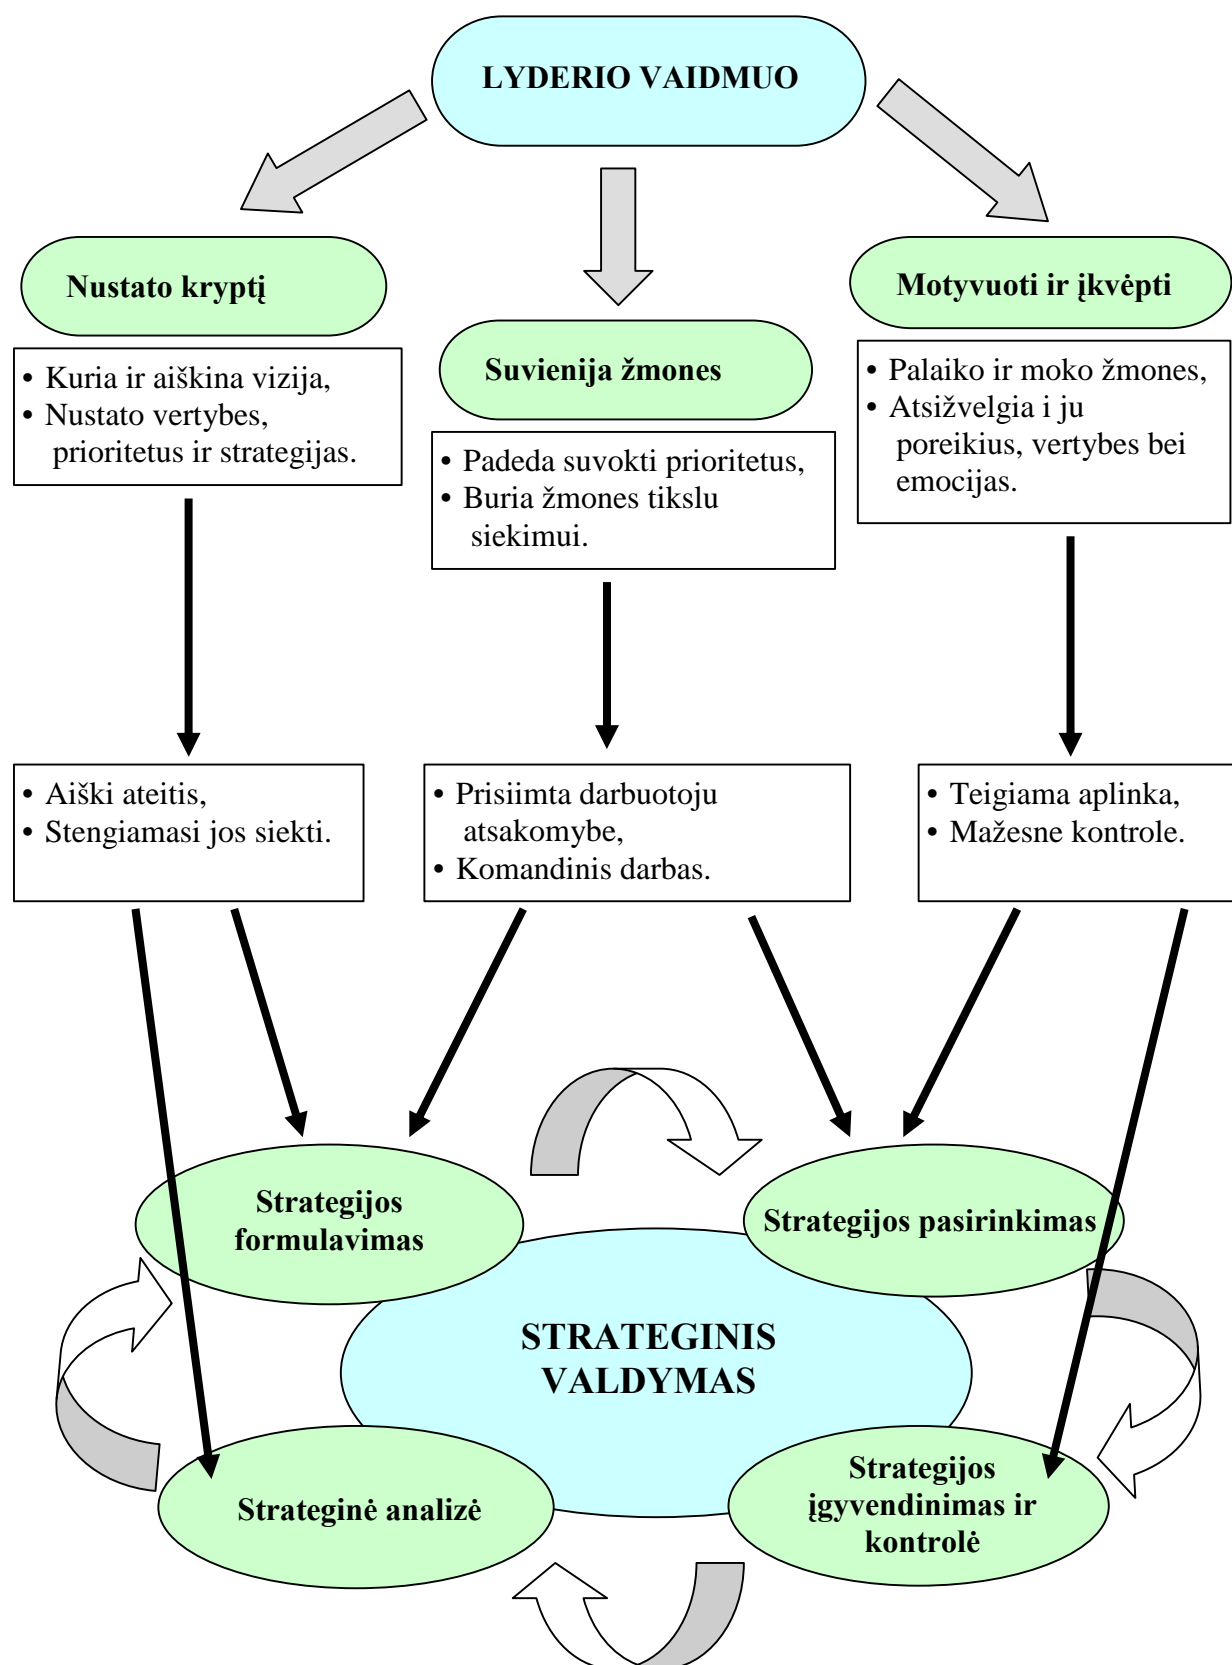 LYDERIO VAIDMUO
Nustato kryptį
• Kuria ir aiškina vizija,
• Nustato vertybes,
prioritetus ir strategijas.
Suvienija žmones
• Padeda suvokti prioritetus,
• Buria žmones tikslu
siekimui.
Motyvuoti ir įkvėpti
• Palaiko ir moko žmones,
• Atsižvelgia i ju
poreikius, vertybes bei
emocijas.
• Aiški ateitis,
• Stengiamasi jos siekti.
• Prisiimta darbuotoju
atsakomybe,
• Komandinis darbas.
• Teigiama aplinka,
• Mažesne kontrole.
Strategijos
formulavimas
Strategijos pasirinkimas
STRATEGINIS
VALDYMAS
Strateginė analizė
Strategijos
įgyvendinimas ir
kontrolė